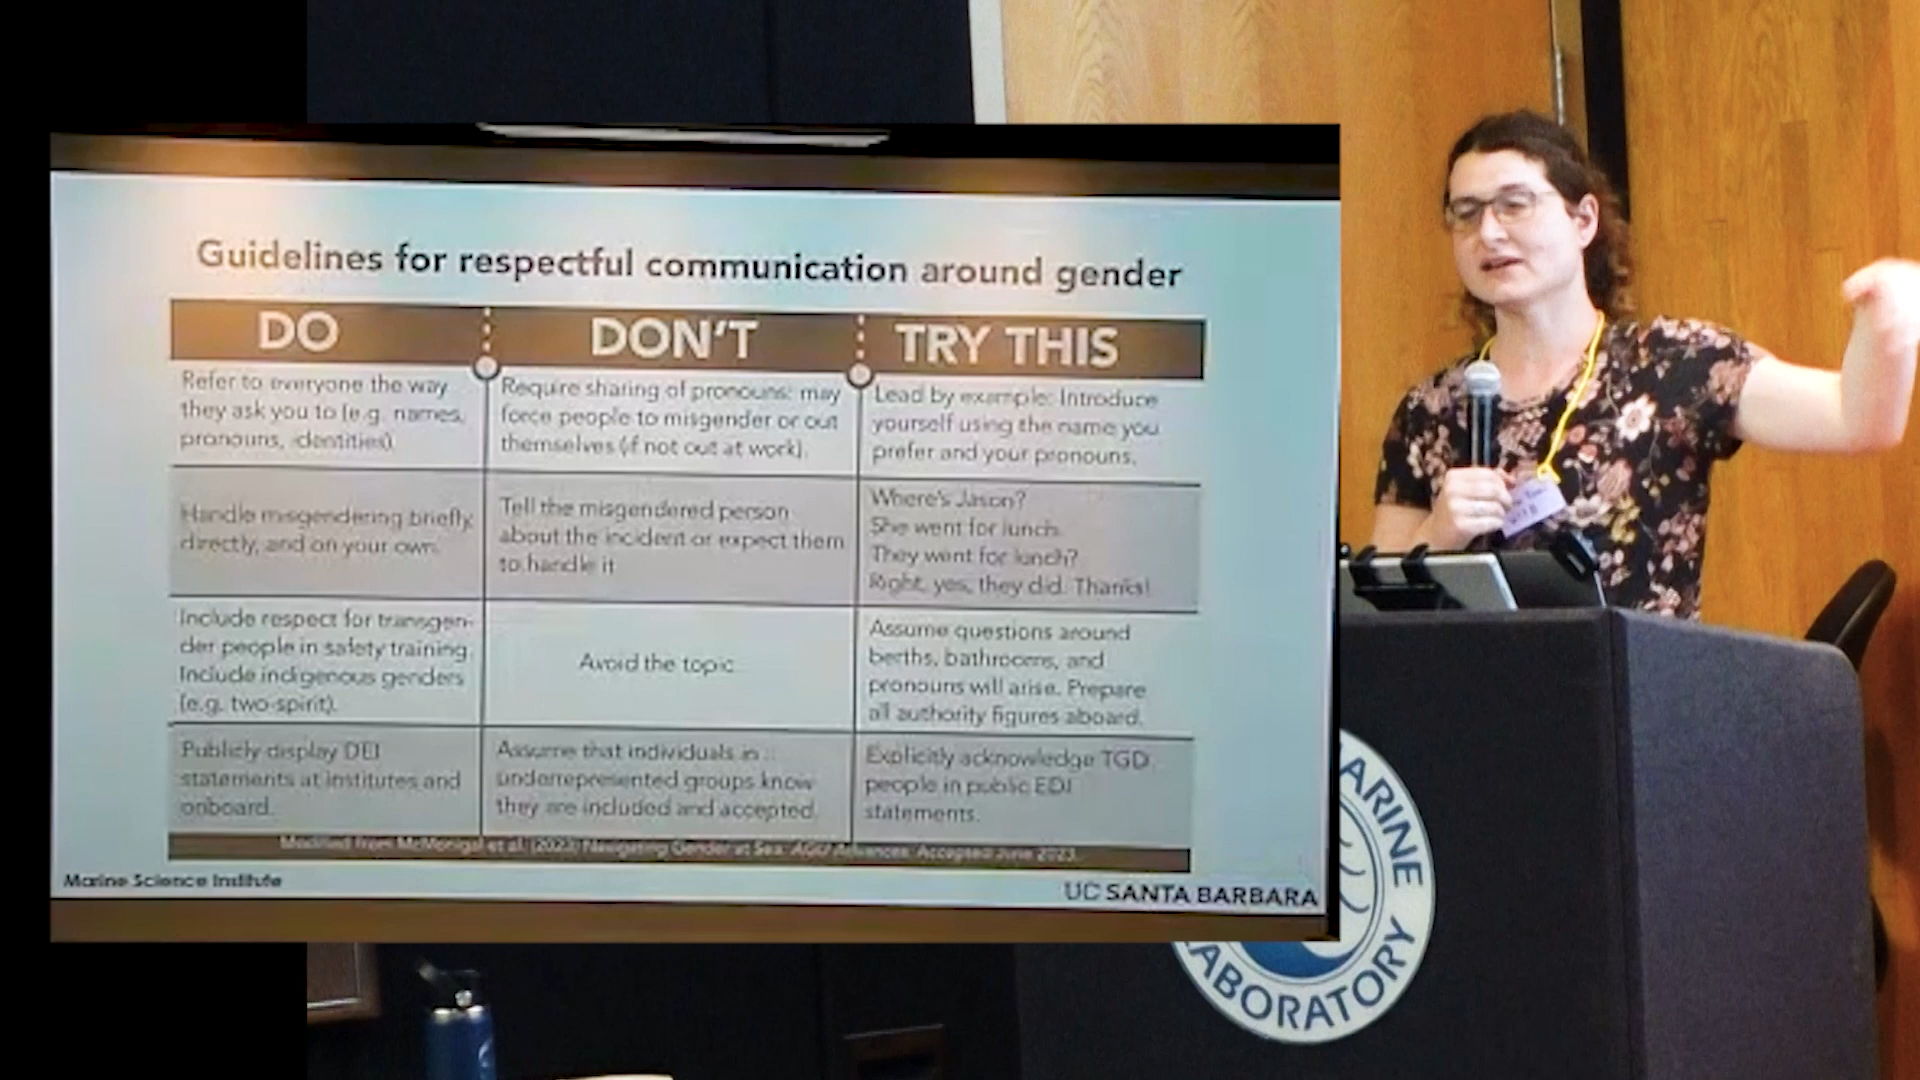 Guidelines for respectful communication around gender
DO
DON'T
TRY THIS
Refer to everyone the way
they ask you to (e.g. names,
pronouns, identities).
Require sharing of pronouns: may
force people to misgender or out
themselves (if not out at work).
Lead by example: Introduce
yourself using the name you
prefer and your pronouns.
Handle misgendering briefly,
directly, and on your own.
Tell the misgendered person
about the incident or expect them
to handle it
Where's Jason?
She went for lunch.
They went for lunch?
Right, yes, they did. Thanks!
Include respect for transgen-
der people in safety training.
Include indigenous genders
(e.g. two-spirit).
Avoid the topic
Assume questions around
berths, bathrooms, and
pronouns will arise. Prepare
all authority figures aboard.
Publicly display DEI
statements at institutes and
onboard.
Assume that individuals in
underrepresented groups know
they are included and accepted.
Explicitly acknowledge TGD
people in public EDI
statements.
Modified from McMonigal et al. (2023) Navigating Gender at Sea. AGU Advances. Accepted June 2023.
Marine Science Institute
UC SANTA BARBARA
ARINE
ABORATORY